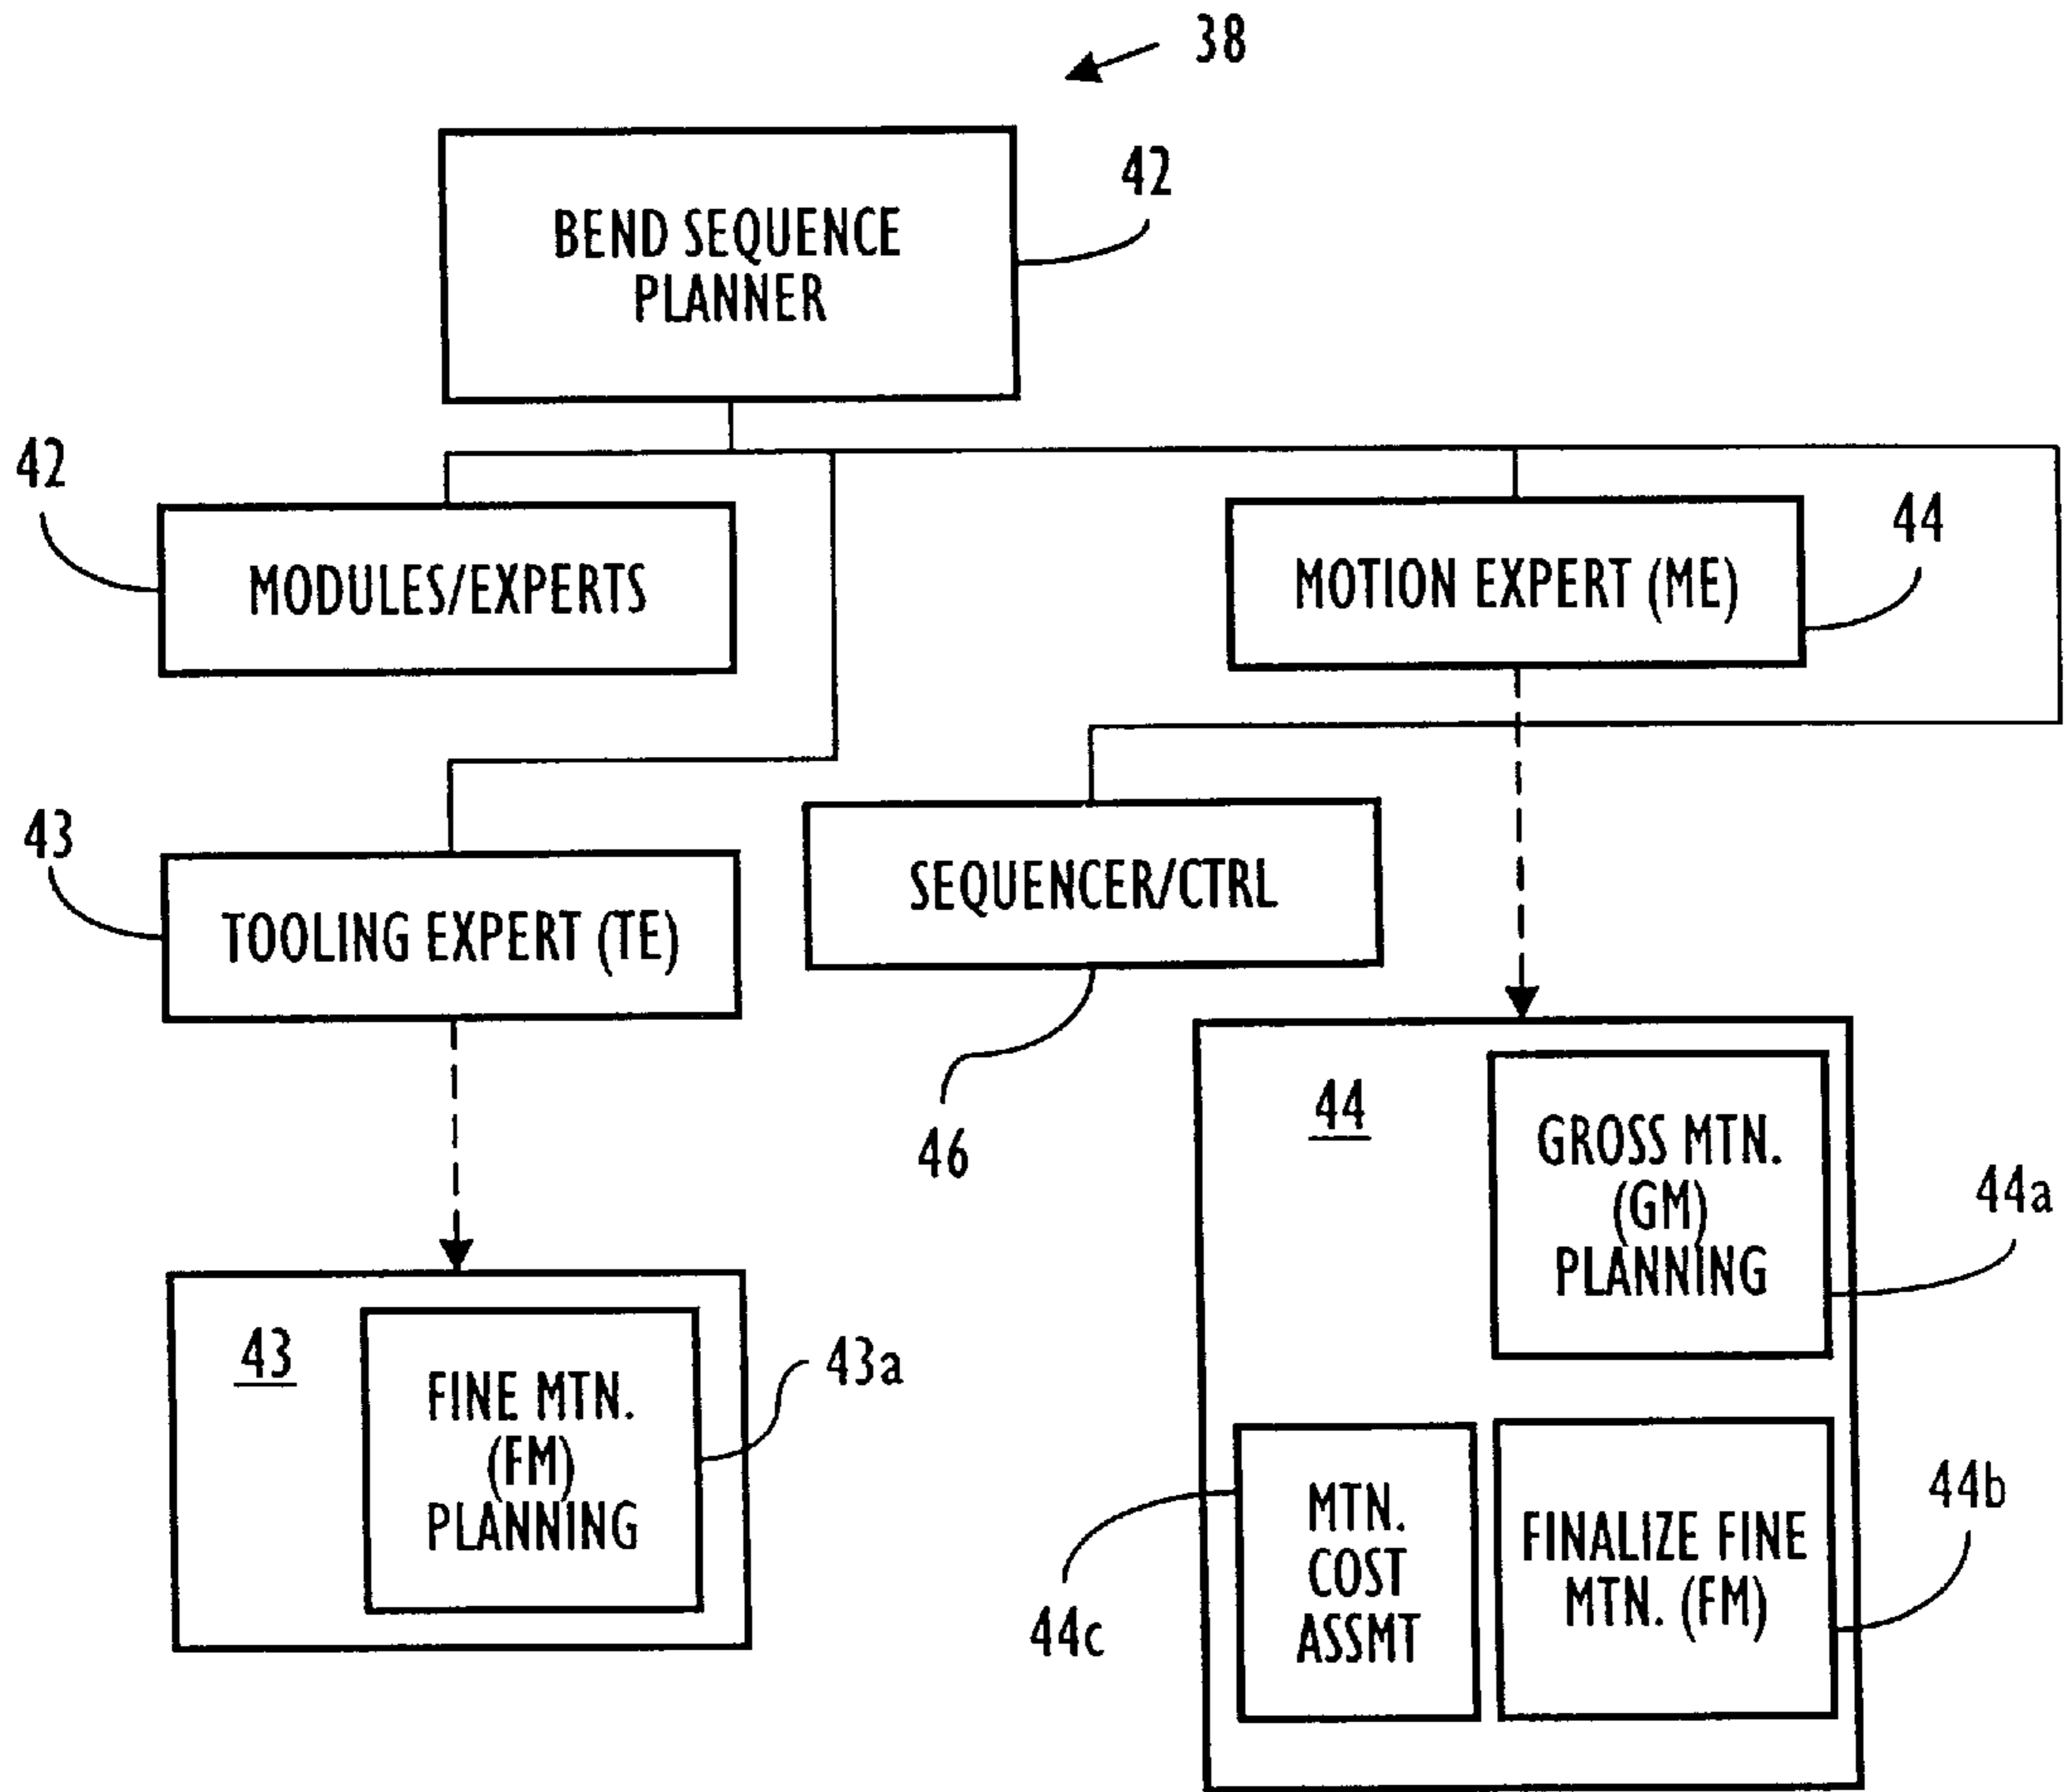 38
BEND SEQUENCE
PLANNER
42
42
MODULES/EXPERTS
MOTION EXPERT (ME)
44
43
TOOLING EXPERT (TE)
SEQUENCER/CTRL
46
44
GROSS MTN.
(GM)
PLANNING
44a
43
FINE MTN.
(FM)
PLANNING
43a
MTN.
COST
ASSMT
44c
FINALIZE FINE
MTN. (FM)
44b